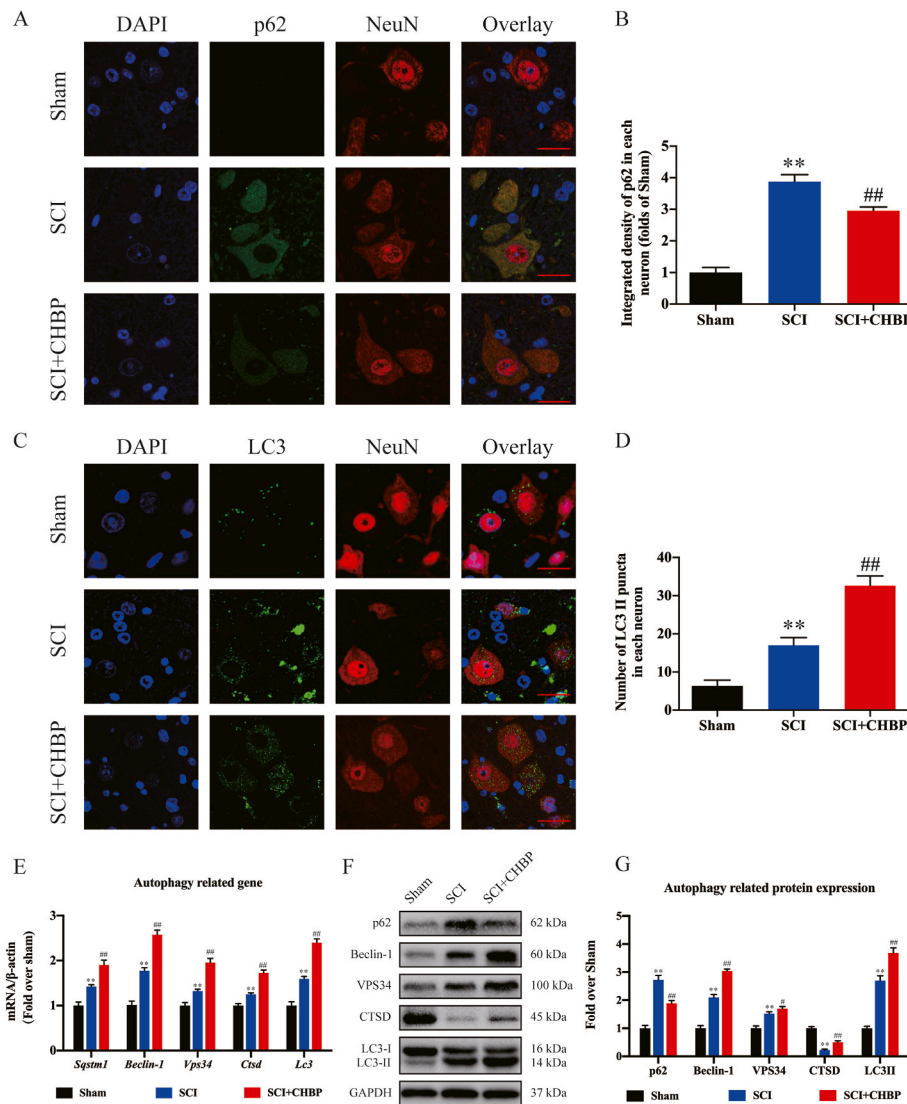 A
DAPI p62 NeuN Overlay
Sham
SCI
SCI+CHBP
B
Integrated density of p62 in each
neuron (folds of Sham)
5
4
3
2
1
0
**
##
Sham SCI SCI+CHBP
C
DAPI LC3 NeuN Overlay
Sham
SCI
SCI+CHBP
D
Number of LC3 II puncta
in each neuron
40
30
20
10
0
**
##
Sham SCI SCI+CHBP
E
Autophagy related gene
mRNA/β-actin
(Fold over sham)
3
2
1
0
** ## ** ## ** ## ** ## ** ##
Sqstm1 Beclin-1 Vps34 Ctsd Lc3
Sham SCI SCI+CHBP
F
Sham SCI SCI+CHBP
p62 62 kDa
Beclin-1 60 kDa
VPS34 100 kDa
CTSD 45 kDa
LC3-I 16 kDa
LC3-II 14 kDa
GAPDH 37 kDa
G
Autophagy related protein expression
Fold over Sham
5
4
3
2
1
0
** ## ** ## ** # ** ## ** ##
p62 Beclin-1 VPS34 CTSD LC3II
Sham SCI SCI+CHBP